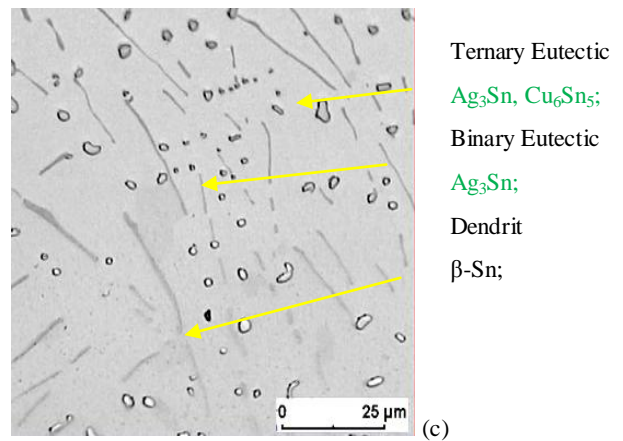 Ternary Eutectic
Ag₃Sn, Cu₆Sn₅;
Binary Eutectic
Ag₃Sn;
Dendrit
β-Sn;
0 25 µm
(c)